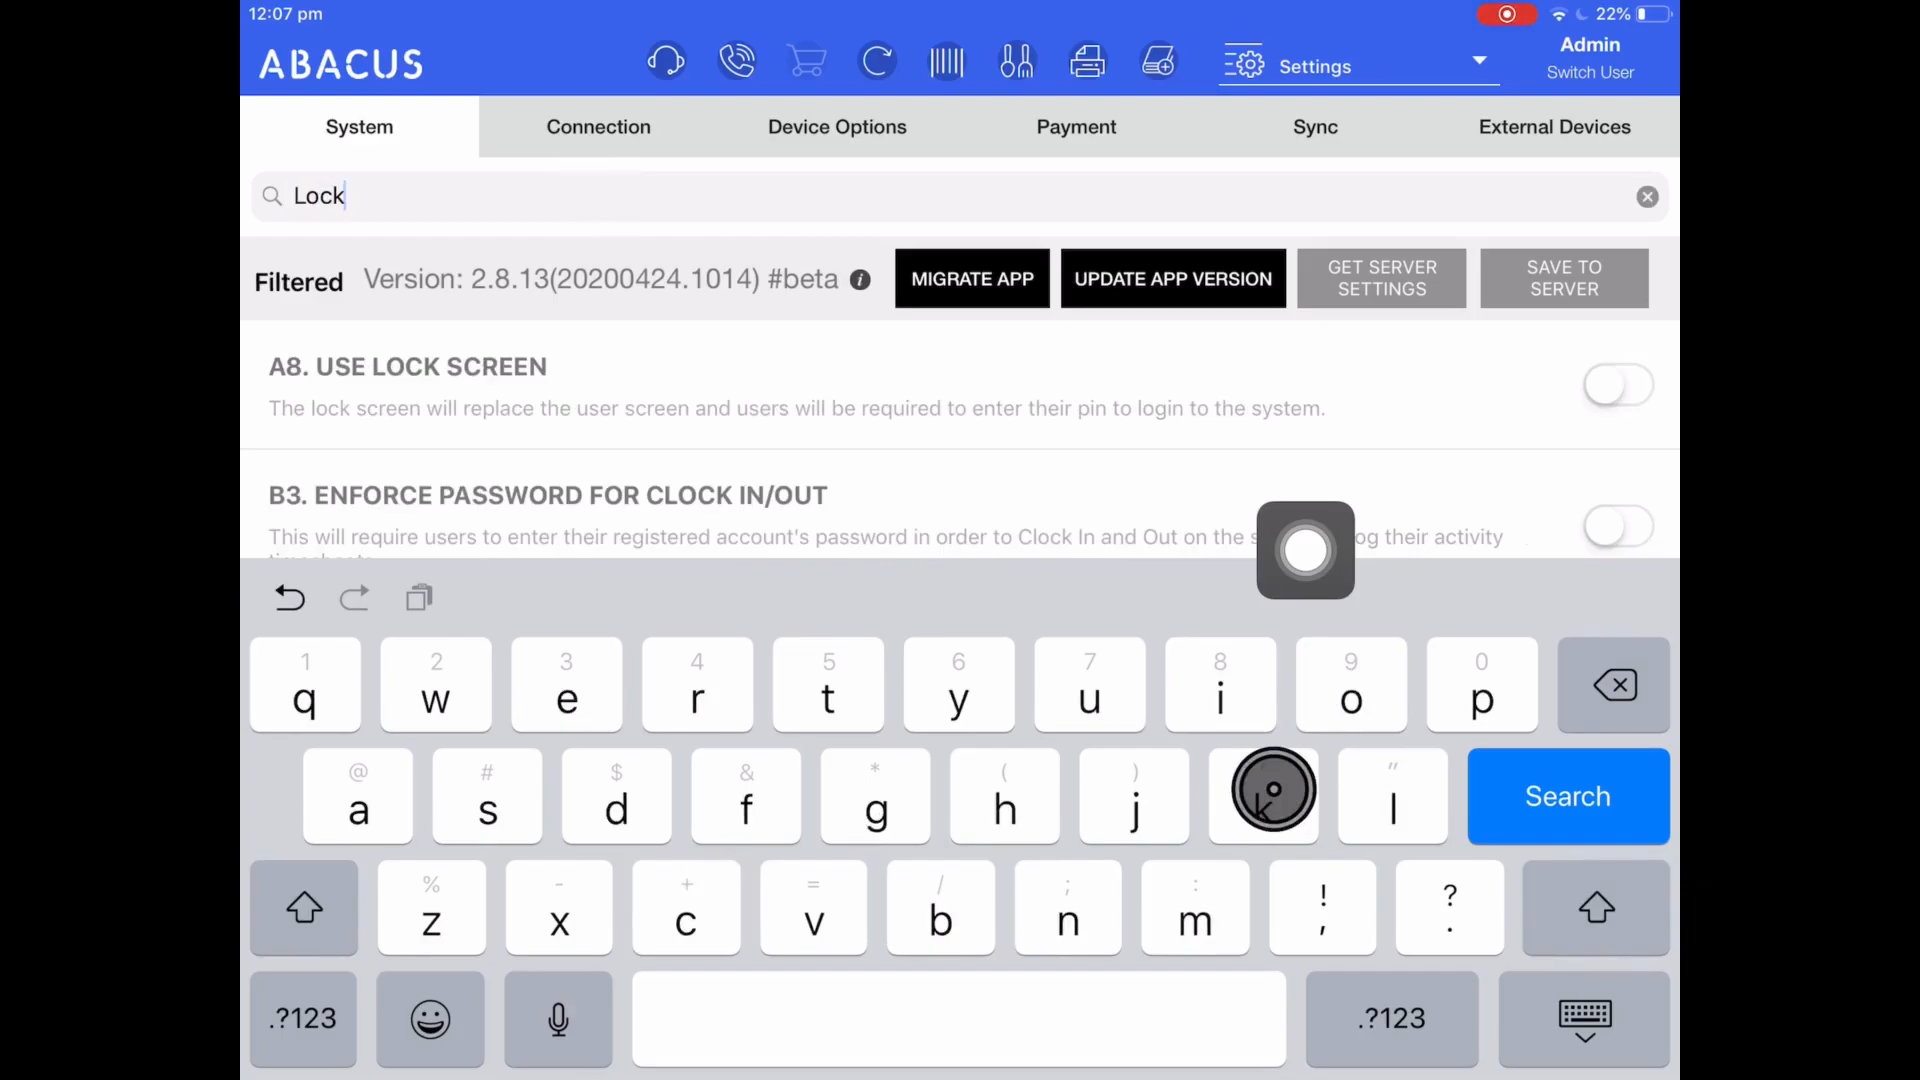 12:07 pm
22%
ABACUS
Settings
Admin
Switch User
System
Connection
Device Options
Payment
Sync
External Devices
Lock
Filtered
Version: 2.8.13(20200424.1014) #beta
MIGRATE APP
UPDATE APP VERSION
GET SERVER
SETTINGS
SAVE TO
SERVER
A8. USE LOCK SCREEN
The lock screen will replace the user screen and users will be required to enter their pin to login to the system.
B3. ENFORCE PASSWORD FOR CLOCK IN/OUT
This will require users to enter their registered account's password in order to Clock In and Out on the their activity
1 2 3 4 5 6 7 8 9 0
q w e r t y u i o p
@ # $ & * ( ) "
a s d f g h j k l
Search
% - + = / ; : ! ?
z x c v b n m , .
.?123
.?123